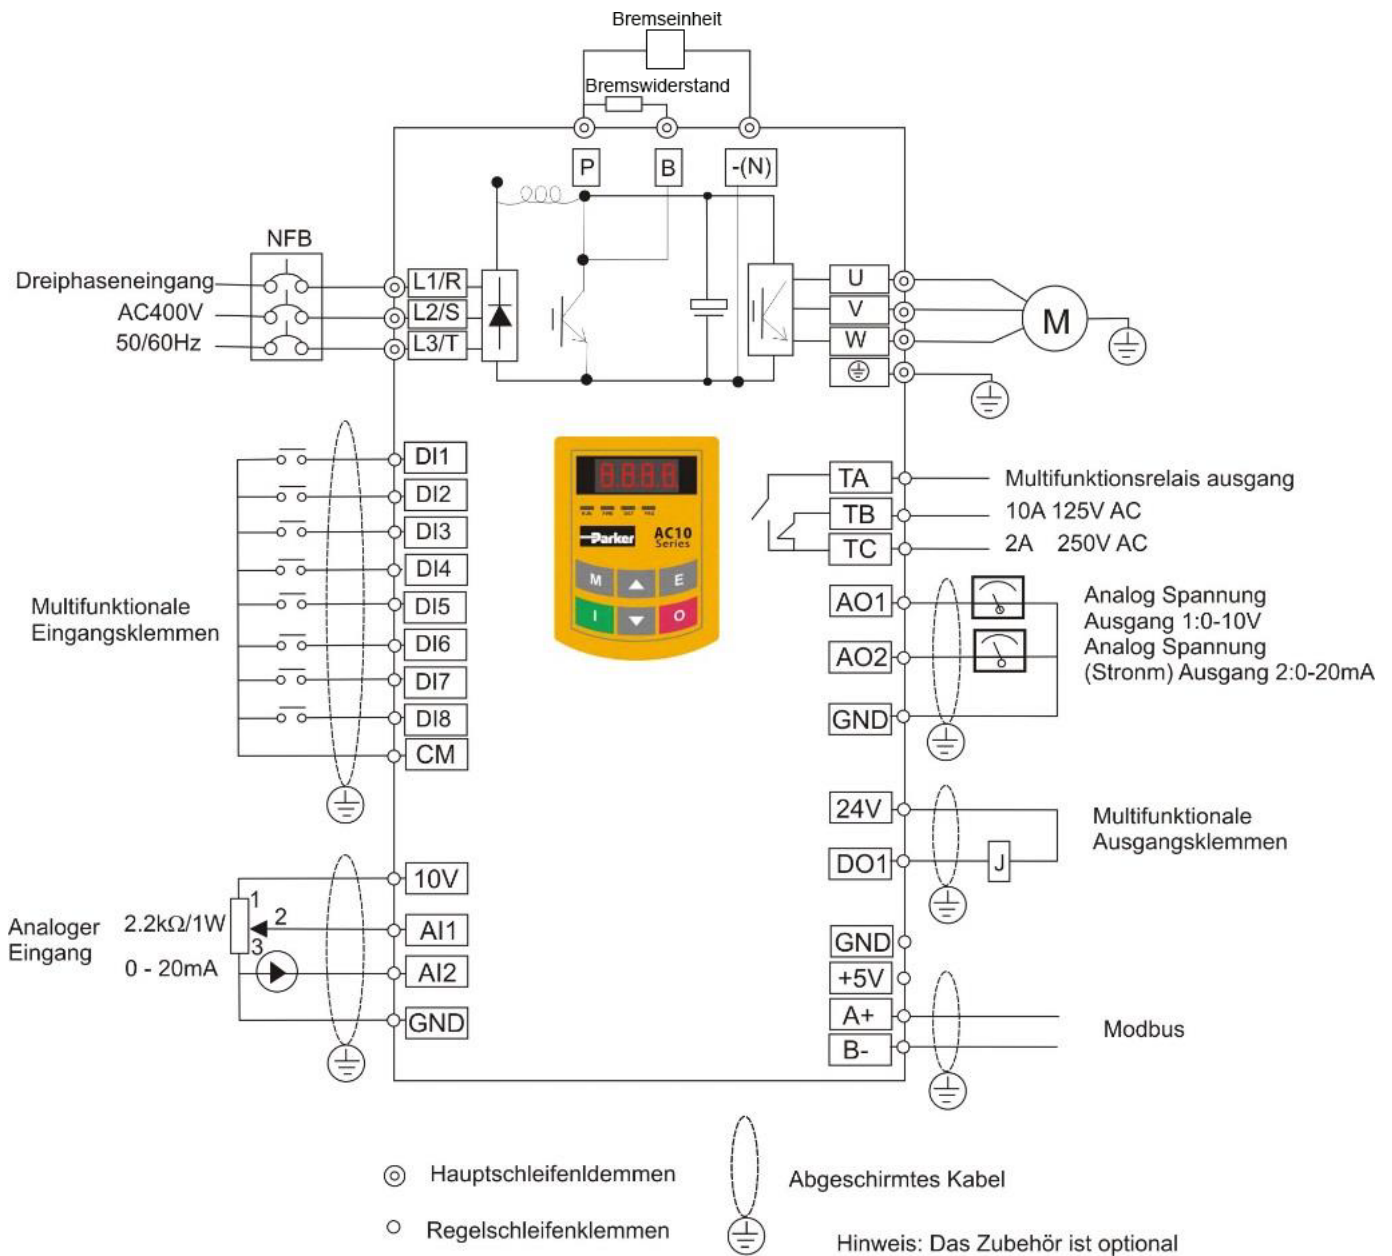 Bremseinheit
Bremswiderstand
P
B
-(N)
NFB
Dreiphaseneingang
AC400V
50/60Hz
L1/R
L2/S
L3/T
U
V
W
M
Multifunktionale
Eingangsklemmen
DI1
DI2
DI3
DI4
DI5
DI6
DI7
DI8
CM
8.8.8.8.
Parker
AC10
Series
M
E
I
O
TA
TB
TC
Multifunktionsrelais ausgang
10A 125V AC
2A 250V AC
AO1
AO2
GND
Analog Spannung
Ausgang 1:0-10V
Analog Spannung
(Stronm) Ausgang 2:0-20mA
24V
DO1
J
Multifunktionale
Ausgangsklemmen
Analoger
Eingang
2.2kΩ/1W
0 - 20mA
1
2
3
10V
AI1
AI2
GND
GND
+5V
A+
B-
Modbus
Hauptschleifenldemmen
Regelschleifenklemmen
Abgeschirmtes Kabel
Hinweis: Das Zubehör ist optional